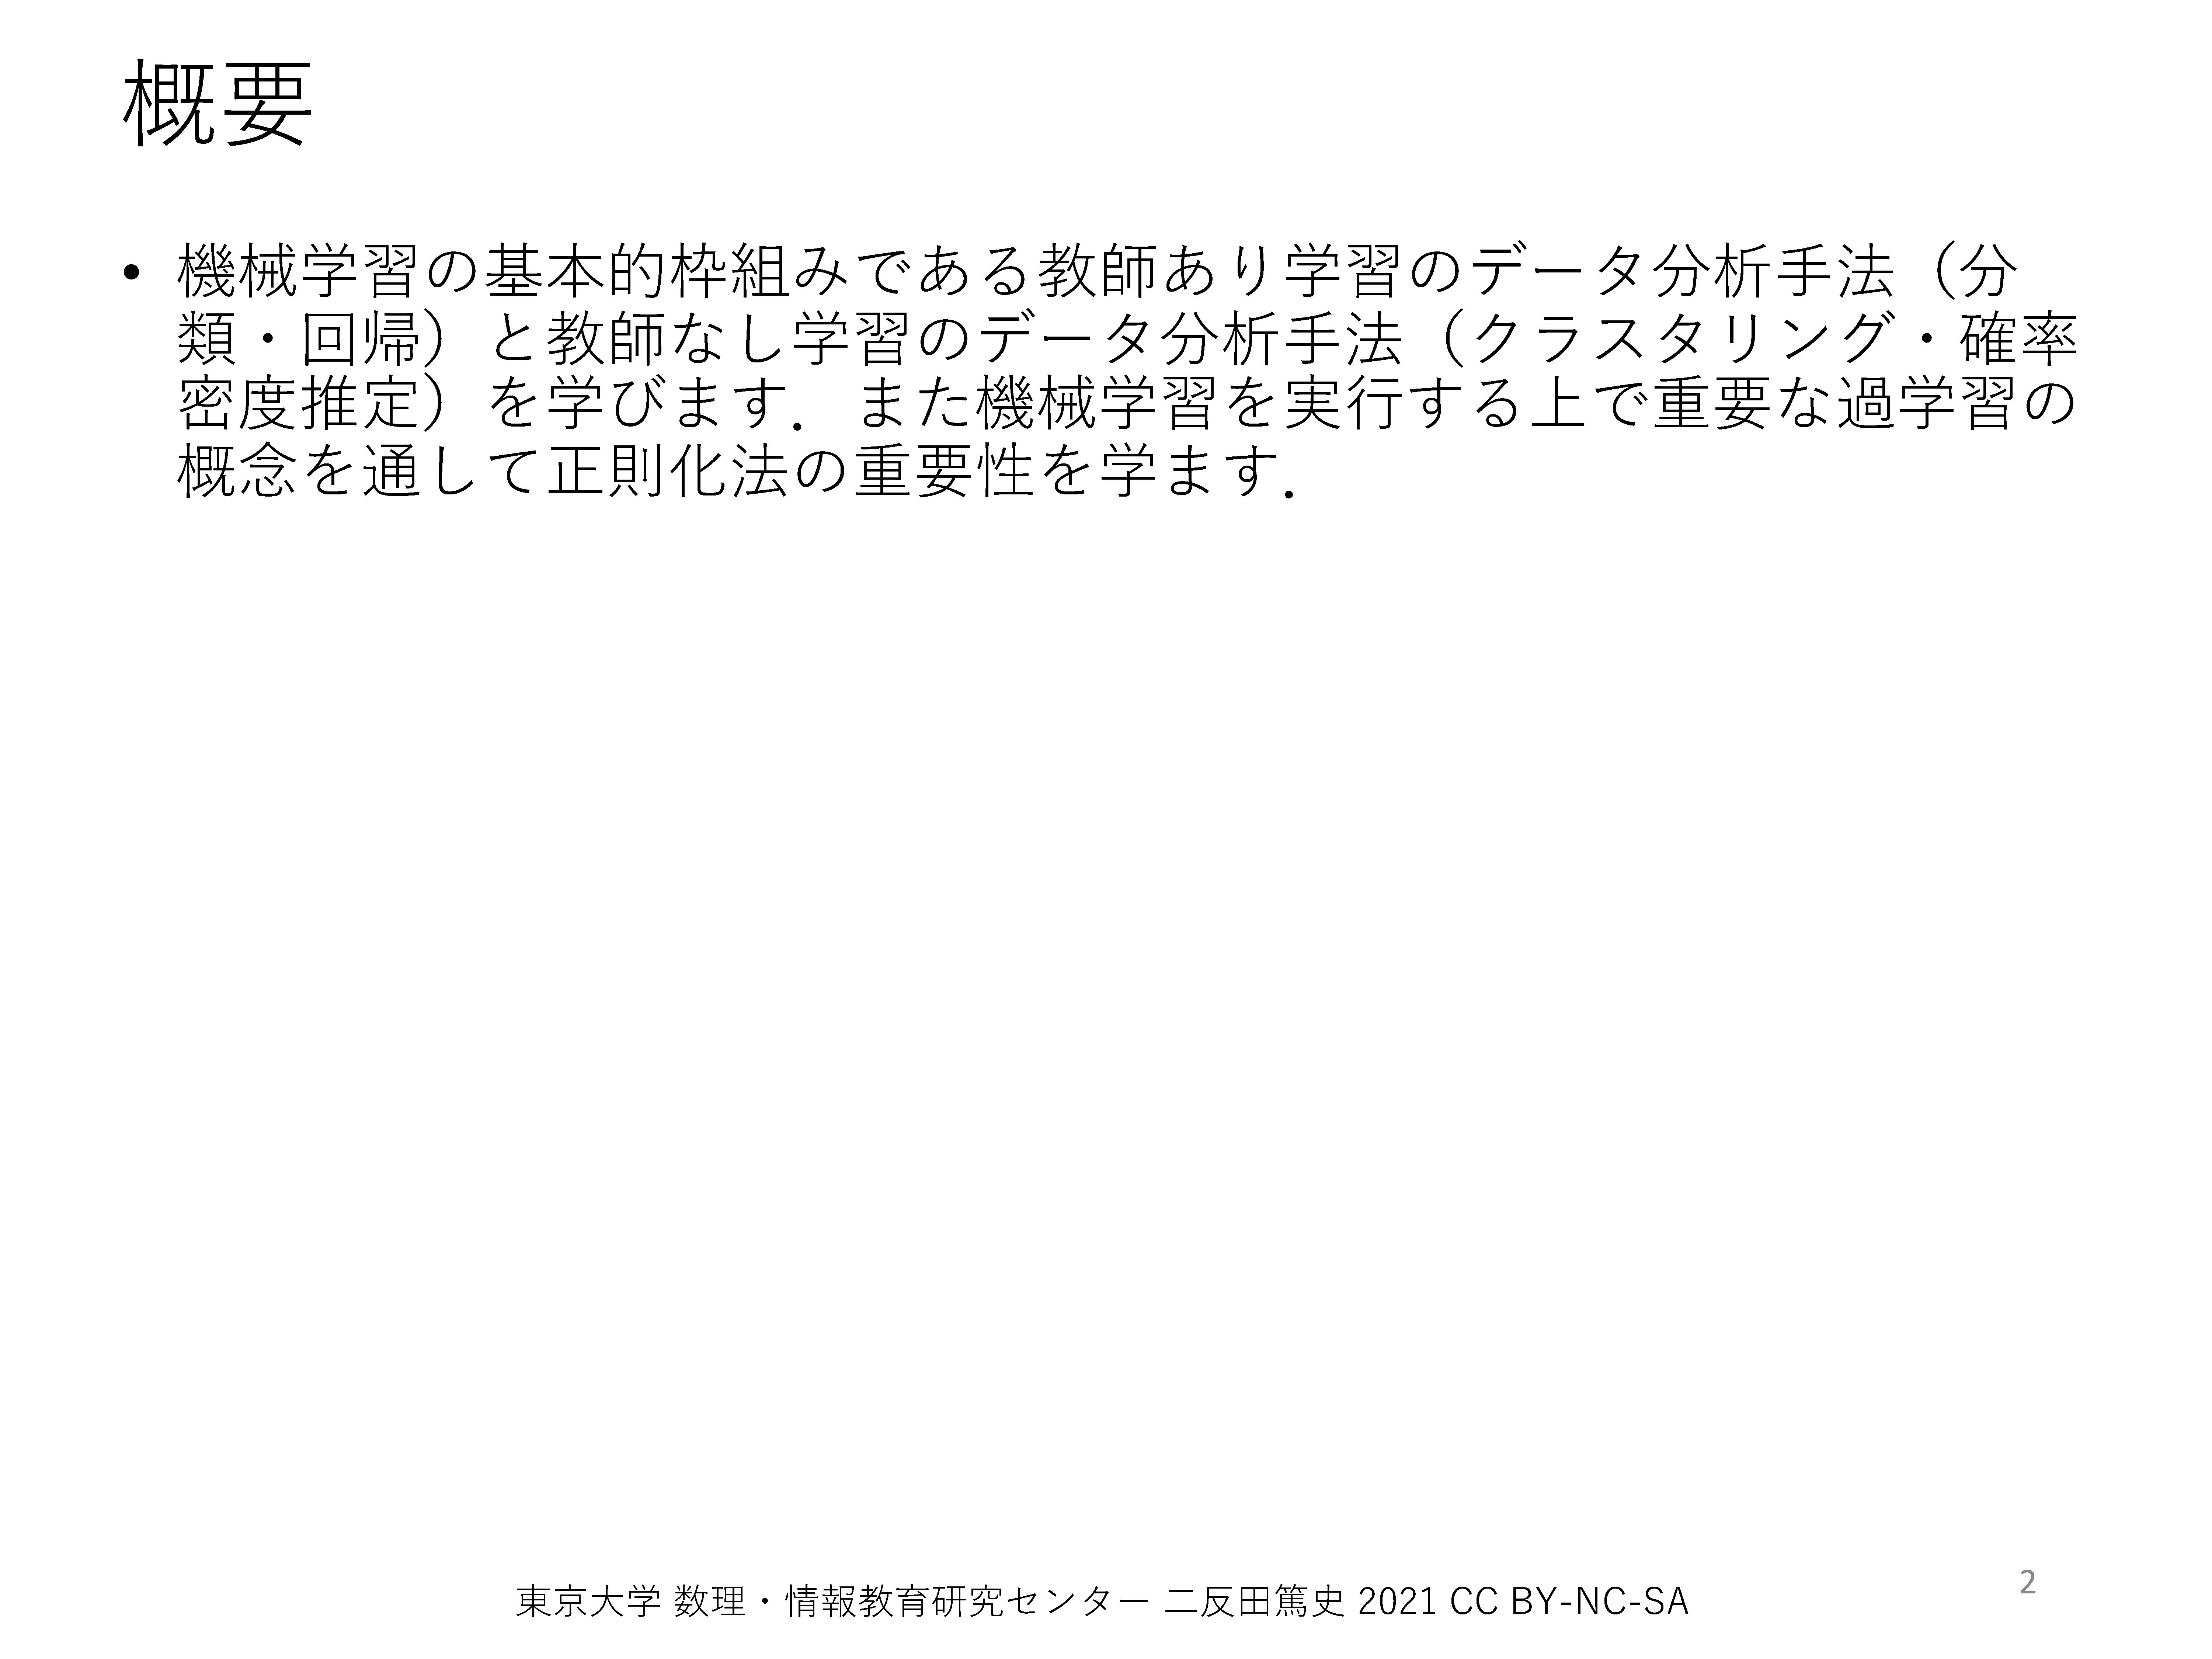 概要
• 機械学習の基本的枠組みである教師あり学習のデータ分析手法（分
類・回帰）と教師なし学習のデータ分析手法（クラスタリング・確率
密度推定）を学びます．また機械学習を実行する上で重要な過学習の
概念を通して正則化法の重要性を学ます．
東京大学 数理・情報教育研究センター 二反田篤史 2021 CC BY-NC-SA
2